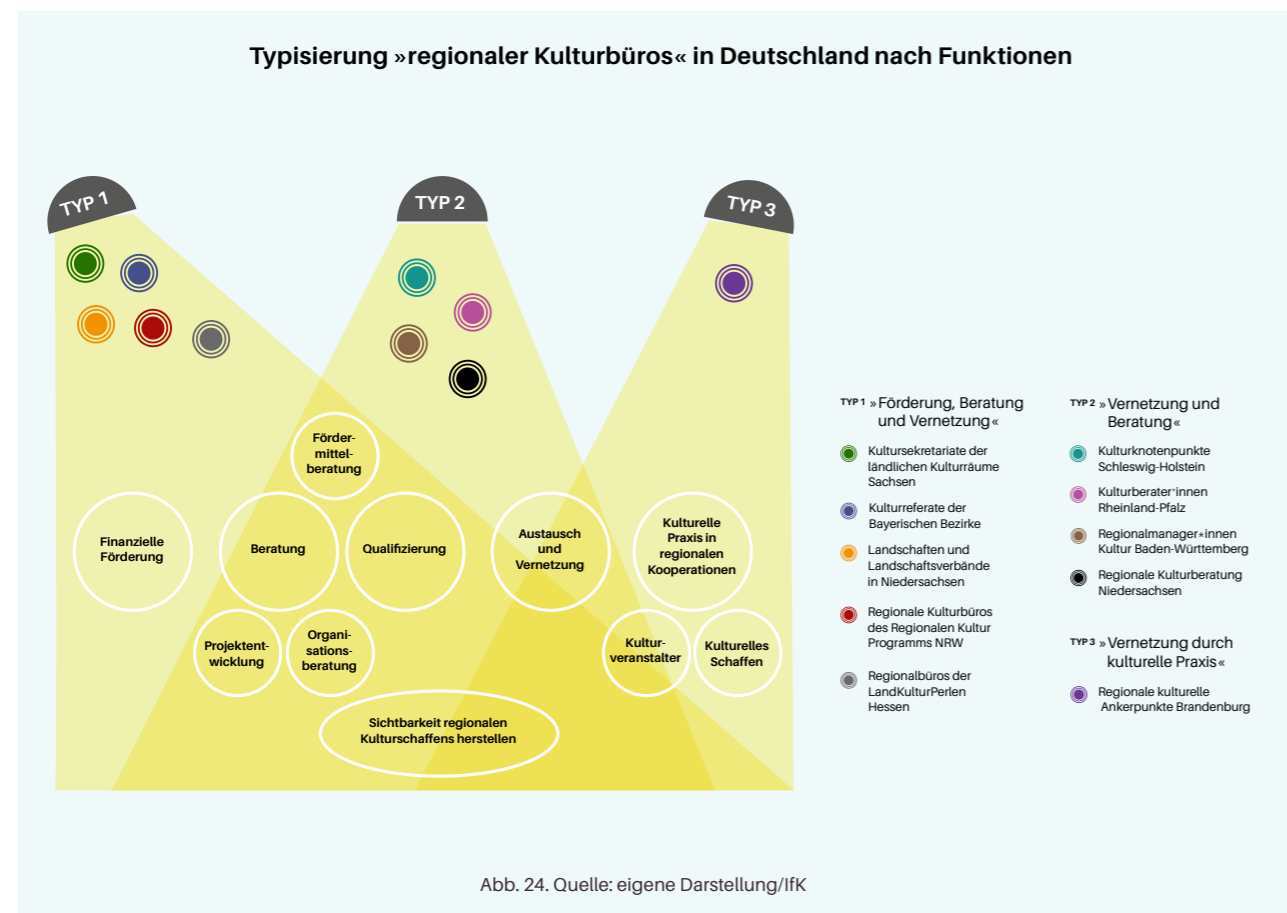 Typisierung »regionaler Kulturbüros« in Deutschland nach Funktionen
TYP 1
TYP 2
TYP 3
Förder-
mittel-
beratung
Finanzielle
Förderung
Beratung
Qualifizierung
Austausch
und
Vernetzung
Kulturelle
Praxis in
regionalen
Kooperationen
Projektent-
wicklung
Organi-
sations-
beratung
Kultur-
veranstalter
Kulturelles
Schaffen
Sichtbarkeit regionalen
Kulturschaffens herstellen
TYP 1 »Förderung, Beratung
und Vernetzung«
Kultursekretariate der
ländlichen Kulturräume
Sachsen
Kulturreferate der
Bayerischen Bezirke
Landschaften und
Landschaftsverbände
in Niedersachsen
Regionale Kulturbüros
des Regionalen Kultur
Programms NRW
Regionalbüros der
LandKulturPerlen
Hessen
TYP 2 »Vernetzung und
Beratung«
Kulturknotenpunkte
Schleswig-Holstein
Kulturberater*innen
Rheinland-Pfalz
Regionalmanager*innen
Kultur Baden-Württemberg
Regionale Kulturberatung
Niedersachsen
TYP 3 »Vernetzung durch
kulturelle Praxis«
Regionale kulturelle
Ankerpunkte Brandenburg
Abb. 24. Quelle: eigene Darstellung/IfK